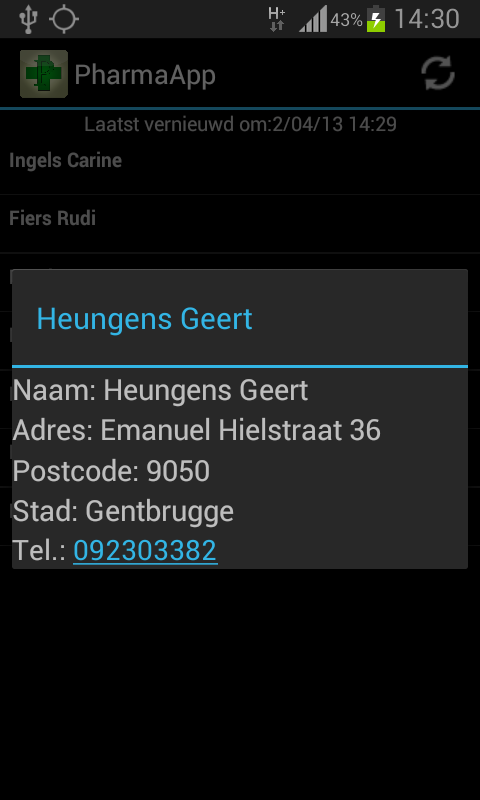 H+ 43% 14:30
PharmaApp
Laatst vernieuwd om:2/04/13 14:29
Ingels Carine
Fiers Rudi
Heungens Geert
Naam: Heungens Geert
Adres: Emanuel Hielstraat 36
Postcode: 9050
Stad: Gentbrugge
Tel.: 092303382